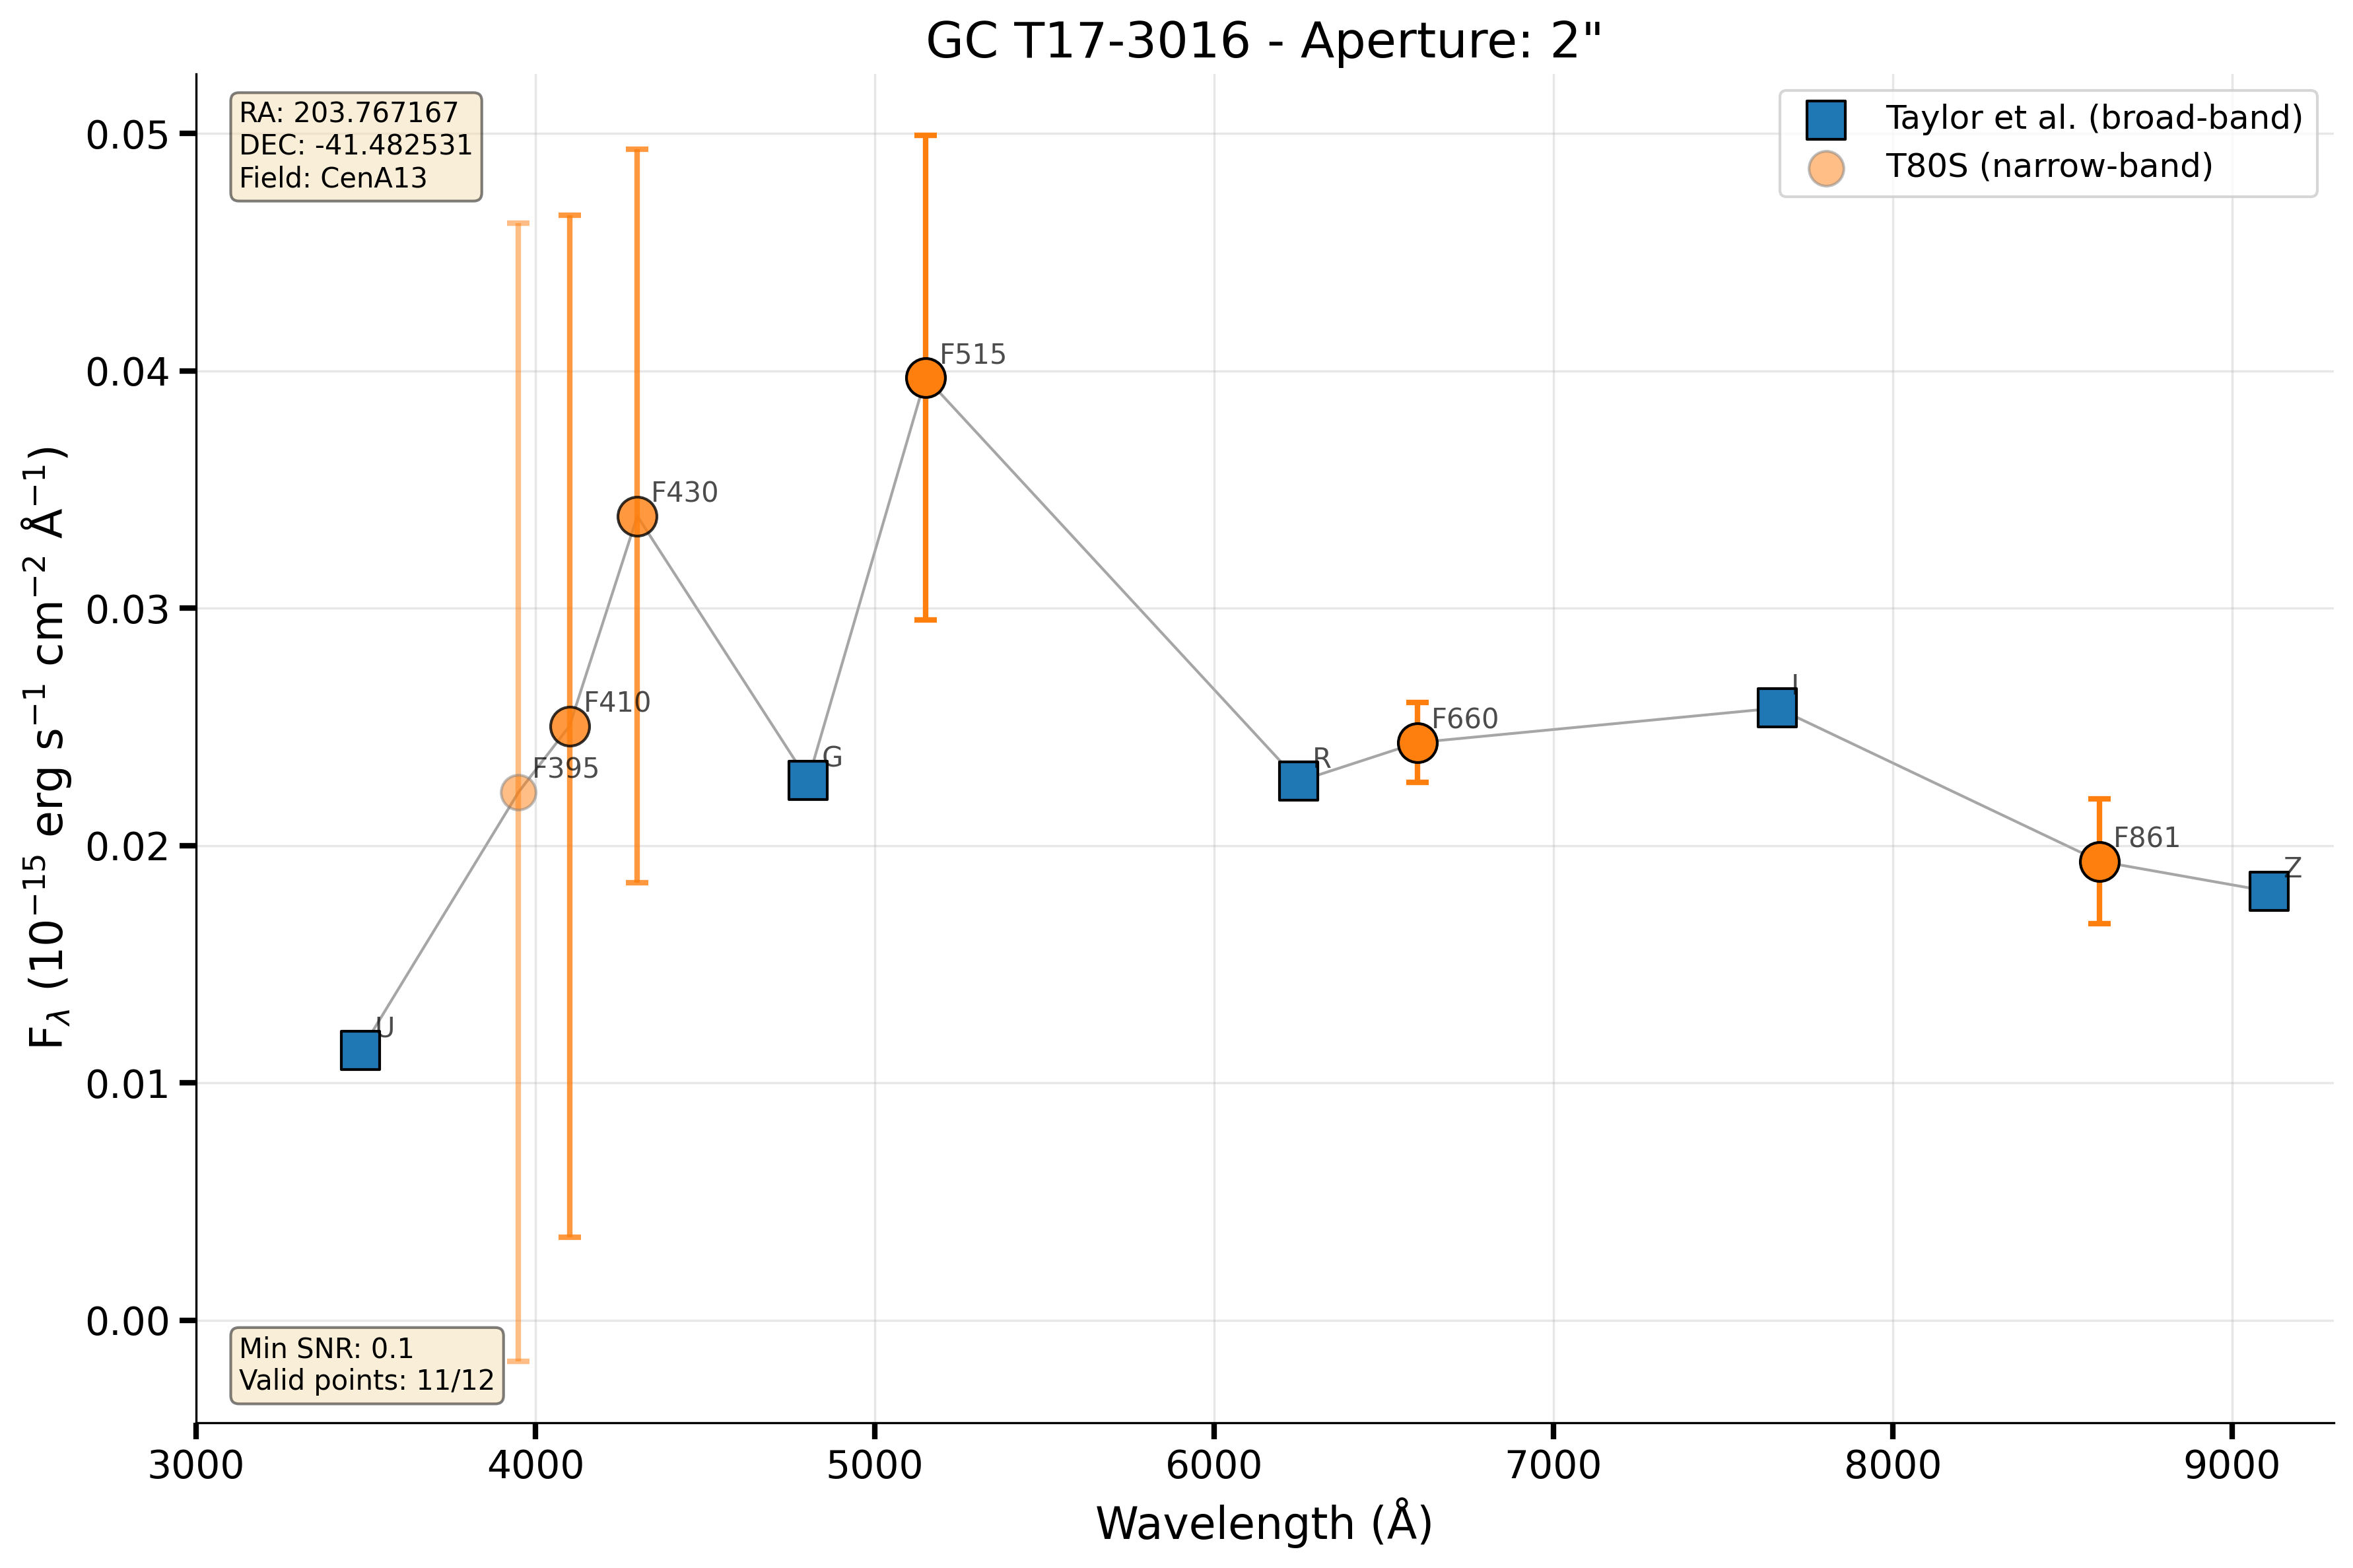 GC T17-3016 - Aperture: 2"
RA: 203.767167
DEC: -41.482531
Field: CenA13
Taylor et al. (broad-band)
T80S (narrow-band)
0.05
0.04
0.03
0.02
0.01
0.00
F515
F430
F410
F395
G
R
F660
I
F861
Z
U
Min SNR: 0.1
Valid points: 11/12
3000 4000 5000 6000 7000 8000 9000
Wavelength (Å)
Fλ (10⁻¹⁵ erg s⁻¹ cm⁻² Å⁻¹)